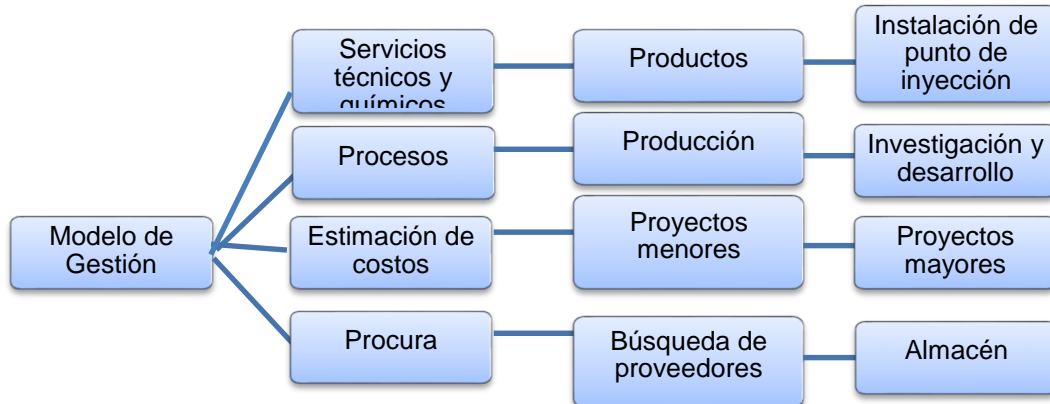 Servicios
técnicos y
químicos
Productos
Instalación de
punto de
inyección
Procesos
Producción
Investigación y
desarrollo
Modelo de
Gestión
Estimación de
costos
Proyectos
menores
Proyectos
mayores
Procura
Búsqueda de
proveedores
Almacén